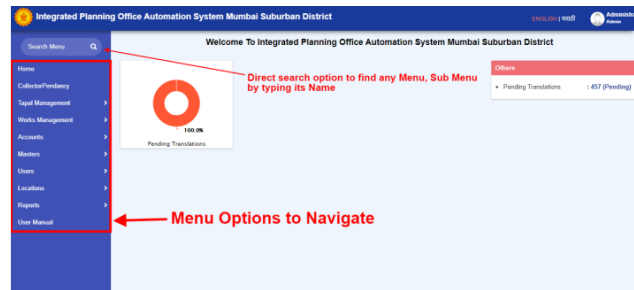 Integrated Planning Office Automation System Mumbai Suburban District
ENGLISH | मराठी
Administra
Admin
Search Menu
Welcome To Integrated Planning Office Automation System Mumbai Suburban District
Home
CollectorPendancy
Tapal Management
Works Management
Accounts
Masters
Users
Locations
Reports
User Manual
100.0%
Pending Translations
Direct search option to find any Menu, Sub Menu
by typing its Name
Others
Pending Translations : 457 (Pending)
Menu Options to Navigate